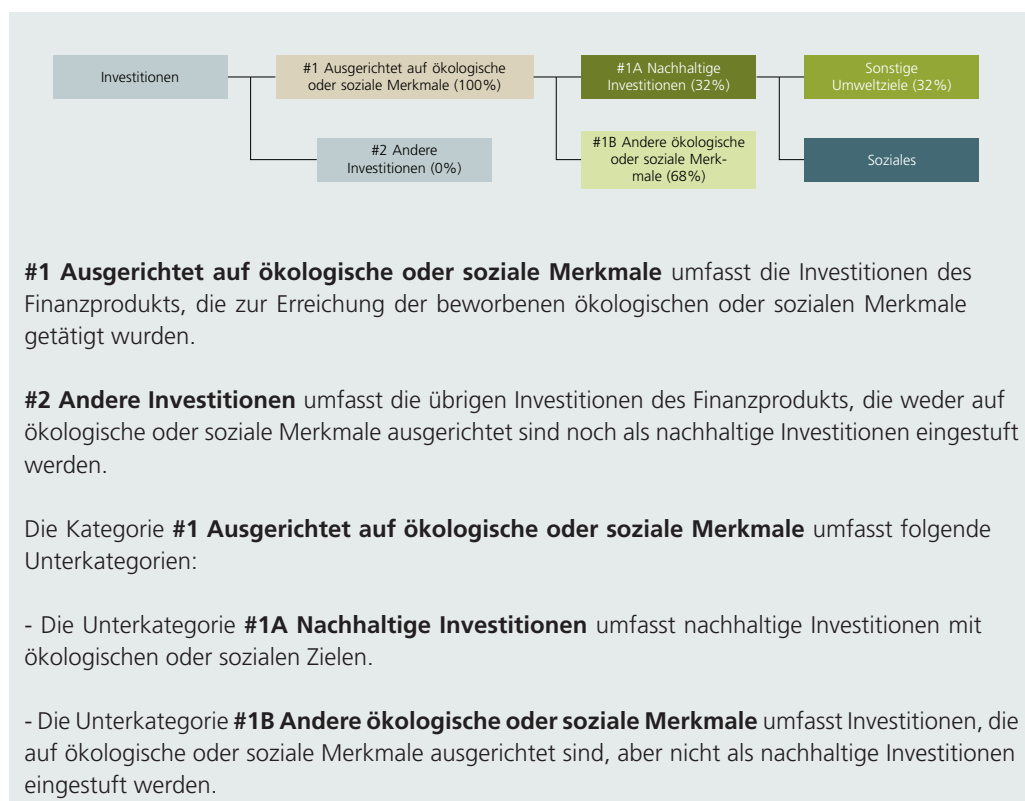 Investitionen
#1 Ausgerichtet auf ökologische
oder soziale Merkmale (100%)
#1A Nachhaltige
Investitionen (32%)
Sonstige
Umweltziele (32%)
#2 Andere
Investitionen (0%)
#1B Andere ökologische
oder soziale Merk-
male (68%)
Soziales
#1 Ausgerichtet auf ökologische oder soziale Merkmale umfasst die Investitionen des
Finanzprodukts, die zur Erreichung der beworbenen ökologischen oder sozialen Merkmale
getätigt wurden.
#2 Andere Investitionen umfasst die übrigen Investitionen des Finanzprodukts, die weder auf
ökologische oder soziale Merkmale ausgerichtet sind noch als nachhaltige Investitionen eingestuft
werden.
Die Kategorie #1 Ausgerichtet auf ökologische oder soziale Merkmale umfasst folgende
Unterkategorien:
- Die Unterkategorie #1A Nachhaltige Investitionen umfasst nachhaltige Investitionen mit
ökologischen oder sozialen Zielen.
- Die Unterkategorie #1B Andere ökologische oder soziale Merkmale umfasst Investitionen, die
auf ökologische oder soziale Merkmale ausgerichtet sind, aber nicht als nachhaltige Investitionen
eingestuft werden.